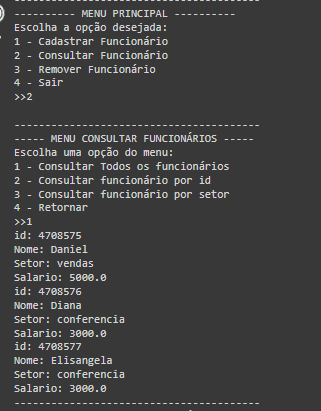 -----------------------------------------
---------- MENU PRINCIPAL ----------
Escolha a opção desejada:
1 - Cadastrar Funcionário
2 - Consultar Funcionário
3 - Remover Funcionário
4 - Sair
>>2
-----------------------------------------
----- MENU CONSULTAR FUNCIONÁRIOS -----
Escolha uma opção do menu:
1 - Consultar Todos os funcionários
2 - Consultar funcionário por id
3 - Consultar funcionário por setor
4 - Retornar
>>1
id: 4708575
Nome: Daniel
Setor: vendas
Salario: 5000.0
id: 4708576
Nome: Diana
Setor: conferencia
Salario: 3000.0
id: 4708577
Nome: Elisangela
Setor: conferencia
Salario: 3000.0
-----------------------------------------